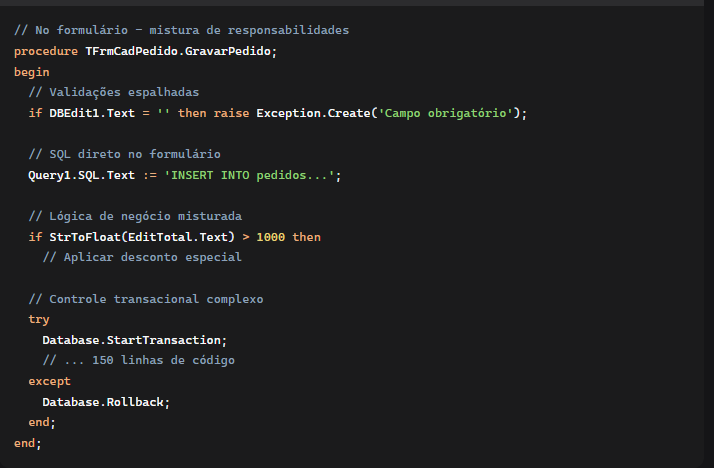 // No formulário - mistura de responsabilidades
procedure TFrmCadPedido.GravarPedido;
begin
  // Validações espalhadas
  if DBEdit1.Text = '' then raise Exception.Create('Campo obrigatório');

  // SQL direto no formulário
  Query1.SQL.Text := 'INSERT INTO pedidos...';

  // Lógica de negócio misturada
  if StrToFloat(EditTotal.Text) > 1000 then
    // Aplicar desconto especial

  // Controle transacional complexo
  try
    Database.StartTransaction;
    // ... 150 linhas de código
  except
    Database.Rollback;
  end;
end;